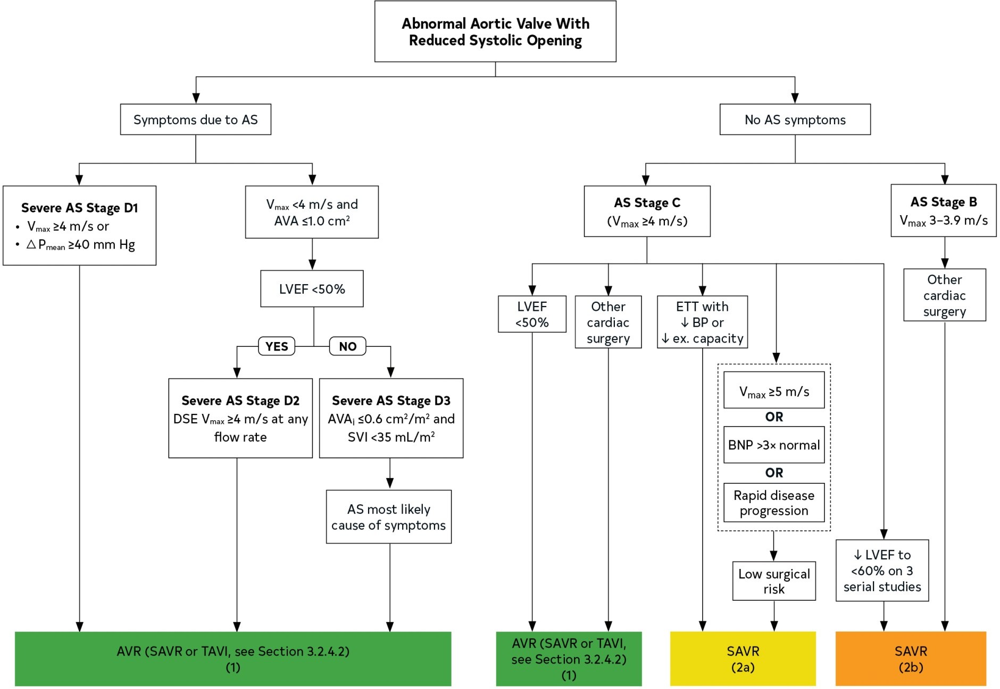 Abnormal Aortic Valve With
Reduced Systolic Opening
Symptoms due to AS
No AS symptoms
Severe AS Stage D1
• Vmax ≥4 m/s or
• △Pmean ≥40 mm Hg
Vmax <4 m/s and
AVA ≤1.0 cm²
AS Stage C
(Vmax ≥4 m/s)
AS Stage B
Vmax 3–3.9 m/s
LVEF <50%
YES
NO
Severe AS Stage D2
DSE Vmax ≥4 m/s at any
flow rate
Severe AS Stage D3
AVAi ≤0.6 cm²/m² and
SVI <35 mL/m²
AS most likely
cause of symptoms
LVEF
<50%
Other
cardiac
surgery
ETT with
↓ BP or
↓ ex. capacity
Vmax ≥5 m/s
OR
BNP >3× normal
OR
Rapid disease
progression
Low surgical
risk
↓ LVEF to
<60% on 3
serial studies
Other
cardiac
surgery
AVR (SAVR or TAVI, see Section 3.2.4.2)
(1)
AVR (SAVR or TAVI,
see Section 3.2.4.2)
(1)
SAVR
(2a)
SAVR
(2b)